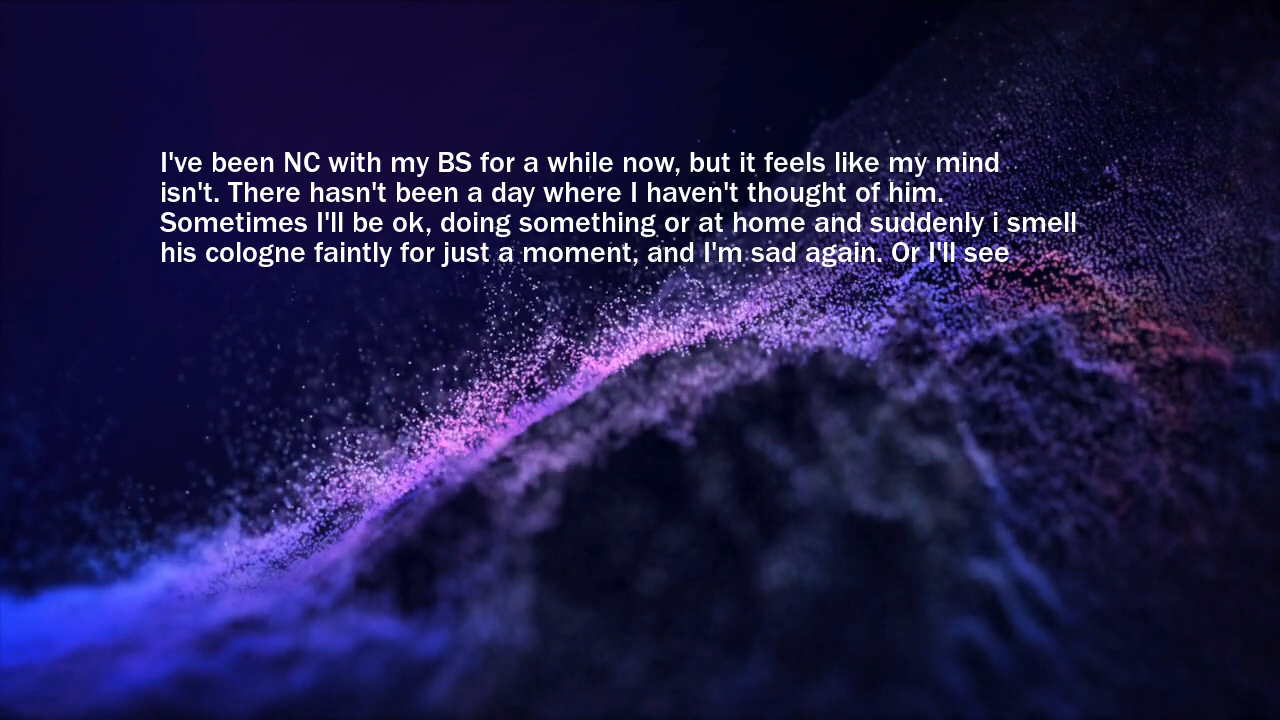 I've been NC with my BS for a while now, but it feels like my mind
isn't. There hasn't been a day where I haven't thought of him.
Sometimes I'll be ok, doing something or at home and suddenly i smell
his cologne faintly for just a moment, and I'm sad again. Or I'll see